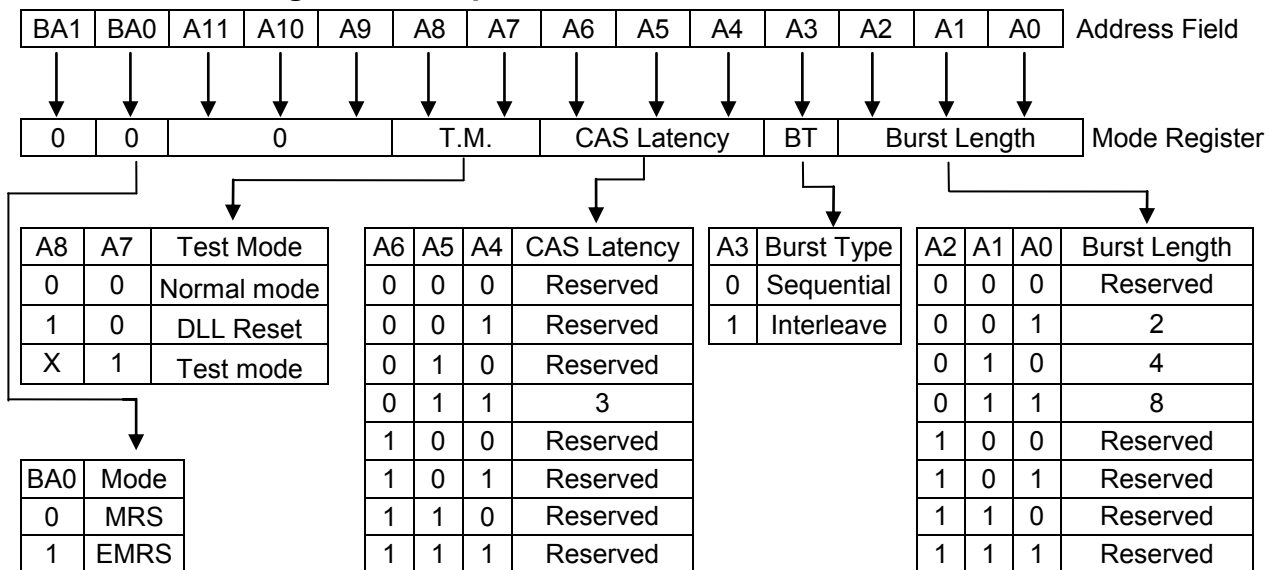 BA1 BA0 A11 A10 A9 A8 A7 A6 A5 A4 A3 A2 A1 A0 Address Field
0 0 0 T.M. CAS Latency BT Burst Length Mode Register
A8 A7 Test Mode
0 0 Normal mode
1 0 DLL Reset
X 1 Test mode
BA0 Mode
0 MRS
1 EMRS
A6 A5 A4 CAS Latency
0 0 0 Reserved
0 0 1 Reserved
0 1 0 Reserved
0 1 1 3
1 0 0 Reserved
1 0 1 Reserved
1 1 0 Reserved
1 1 1 Reserved
A3 Burst Type
0 Sequential
1 Interleave
A2 A1 A0 Burst Length
0 0 0 Reserved
0 0 1 2
0 1 0 4
0 1 1 8
1 0 0 Reserved
1 0 1 Reserved
1 1 0 Reserved
1 1 1 Reserved